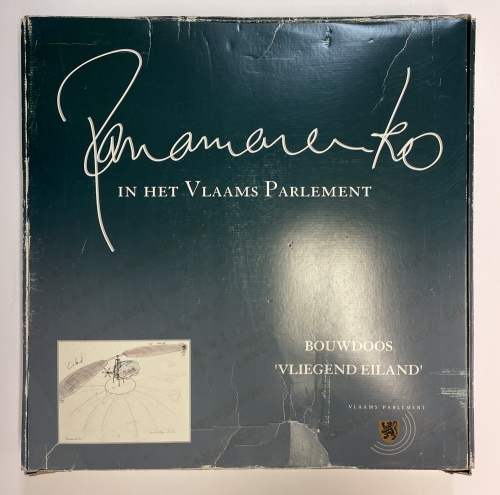 Panamarenko
IN HET VLAAMS PARLEMENT
BOUWDOOS
'VLIEGEND EILAND'
VLAAMS PARLEMENT